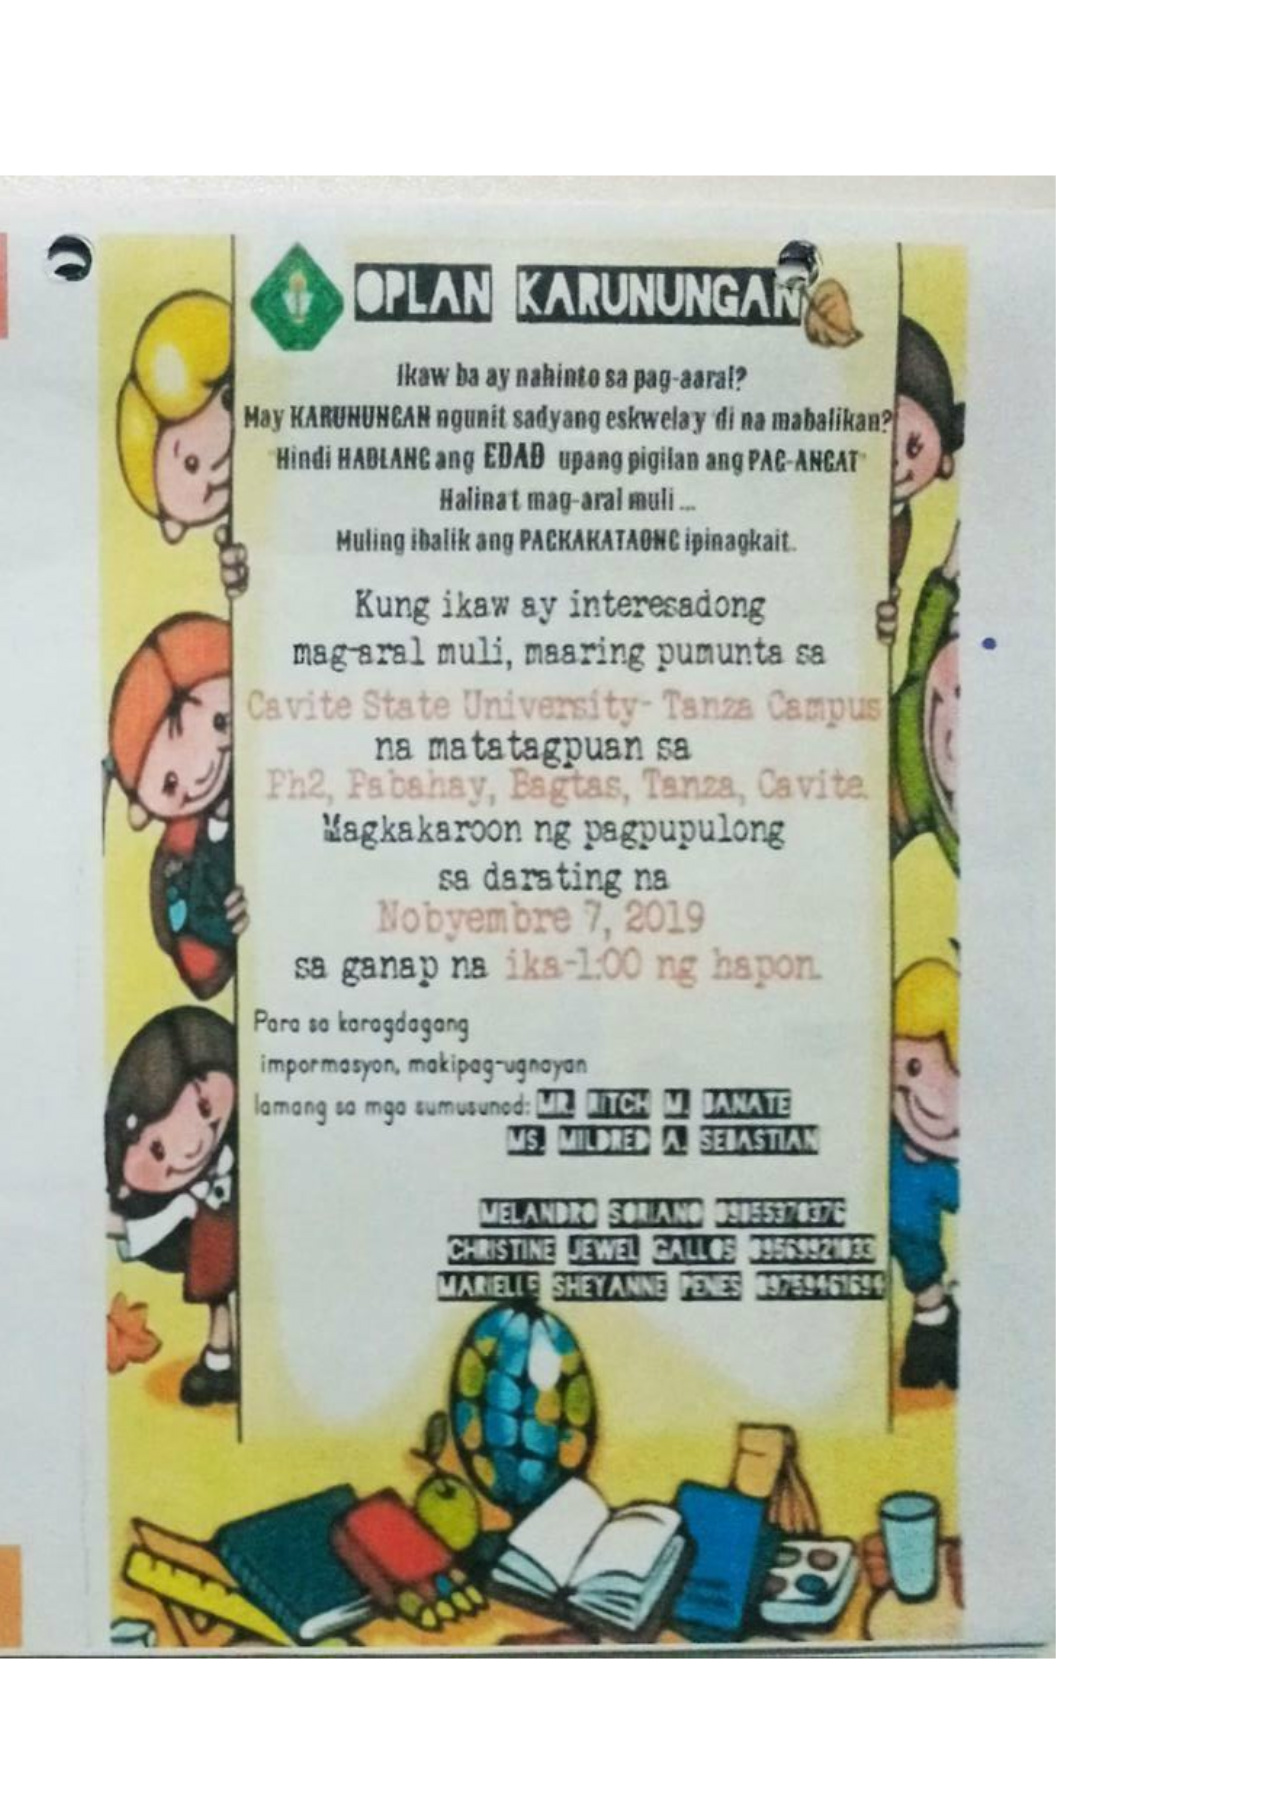 OPLAN KARUNUNGAN
Ikaw ba ay nahinto sa pag-aaral?
May KARUNUNGAN ngunit sadyang eskwelay 'di na mabalikan?
"Hindi HADLANG ang EDAD upang pigilan ang PAG-ANGAT"
Halina't mag-aral muli ...
Muling ibalik ang PAGKAKATAONG ipinagkait.
Kung ikaw ay interesadong
mag-aral muli, maaring pumunta sa
Cavite State University- Tanza Campus
na matatagpuan sa
Ph2, Pabahay, Bagtas, Tanza, Cavite.
Magkakaroon ng pagpupulong
sa darating na
Nobyembre 7, 2019
sa ganap na ika-1:00 ng hapon.
Para sa karagdagang
impormasyon, makipag-ugnayan
lamang sa mga sumusunod: MR. RITCH M. BANATE
MS. MILDRED A. SEBASTIAN
MELANDRO SORIANO
CHRISTINE JEWEL GALLOS
MARIELLE SHEYANNE PENES